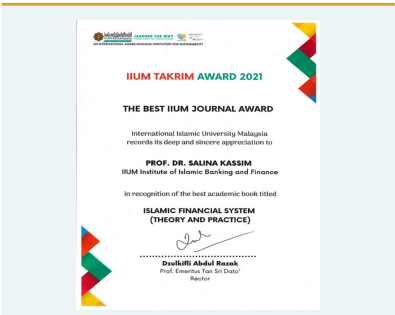 LEADING THE WAY
AN INTERNATIONAL AWARD-WINNING INSTITUTION FOR SUSTAINABILITY
IIUM TAKRIM AWARD 2021
THE BEST IIUM JOURNAL AWARD
International Islamic University Malaysia
records its deep and sincere appreciation to
PROF. DR. SALINA KASSIM
IIUM Institute of Islamic Banking and Finance
in recognition of the best academic book titled
ISLAMIC FINANCIAL SYSTEM
(THEORY AND PRACTICE)
Dzulkifli Abdul Razak
Prof. Emeritus Tan Sri Dato'
Rector